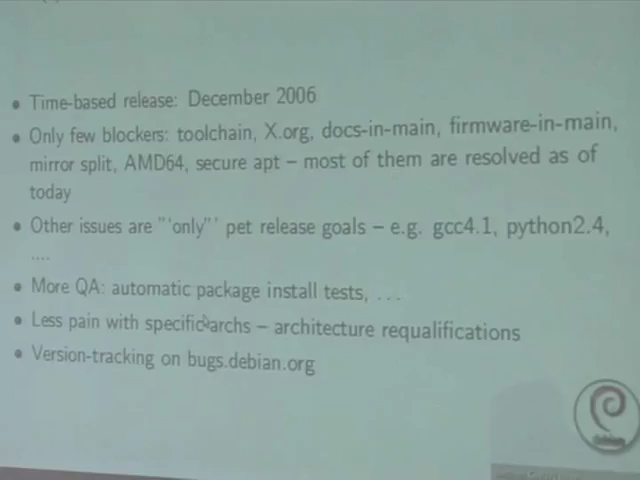 • Time-based release: December 2006
• Only few blockers: toolchain, X.org, docs-in-main, firmware-in-main,
mirror split, AMD64, secure apt – most of them are resolved as of
today
• Other issues are "'only"' pet release goals – e.g. gcc4.1, python2.4,
....
• More QA: automatic package install tests, ...
• Less pain with specific archs – architecture requalifications
• Version-tracking on bugs.debian.org
debian